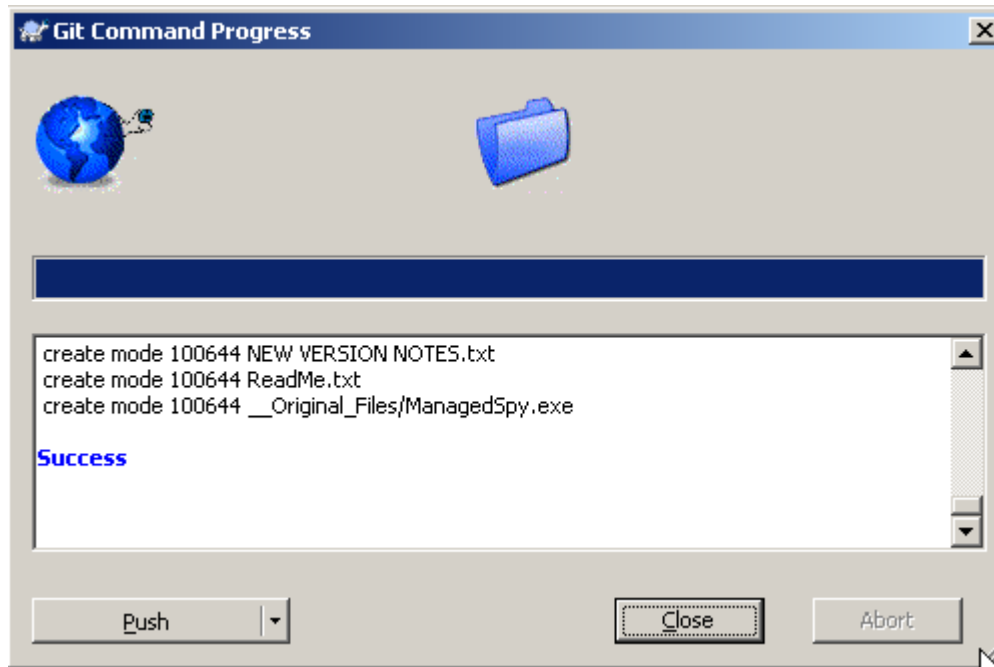 Git Command Progress
create mode 100644 NEW VERSION NOTES.txt
create mode 100644 ReadMe.txt
create mode 100644 __Original_Files/ManagedSpy.exe
Success
Push
Close
Abort